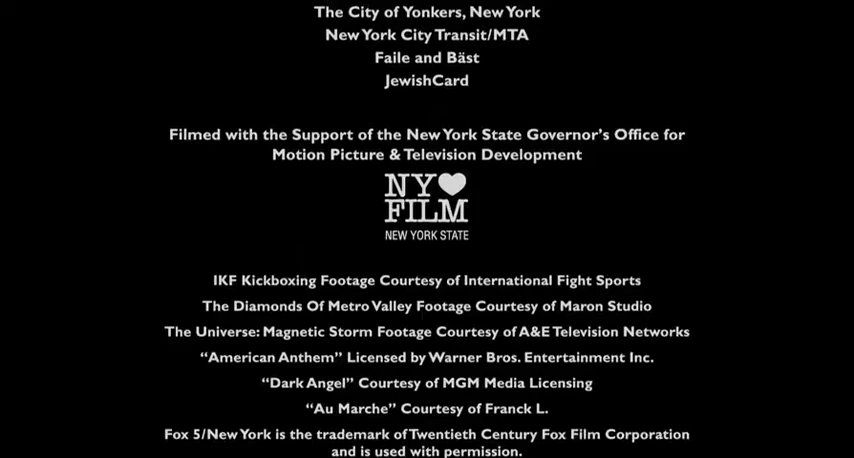 The City of Yonkers, New York
New York City Transit/MTA
Faile and Bäst
JewishCard
Filmed with the Support of the New York State Governor's Office for
Motion Picture & Television Development
NY
FILM
NEW YORK STATE
IKF Kickboxing Footage Courtesy of International Fight Sports
The Diamonds Of Metro Valley Footage Courtesy of Maron Studio
The Universe: Magnetic Storm Footage Courtesy of A&E Television Networks
“American Anthem” Licensed by Warner Bros. Entertainment Inc.
“Dark Angel” Courtesy of MGM Media Licensing
“Au Marche” Courtesy of Franck L.
Fox 5/New York is the trademark of Twentieth Century Fox Film Corporation
and is used with permission.